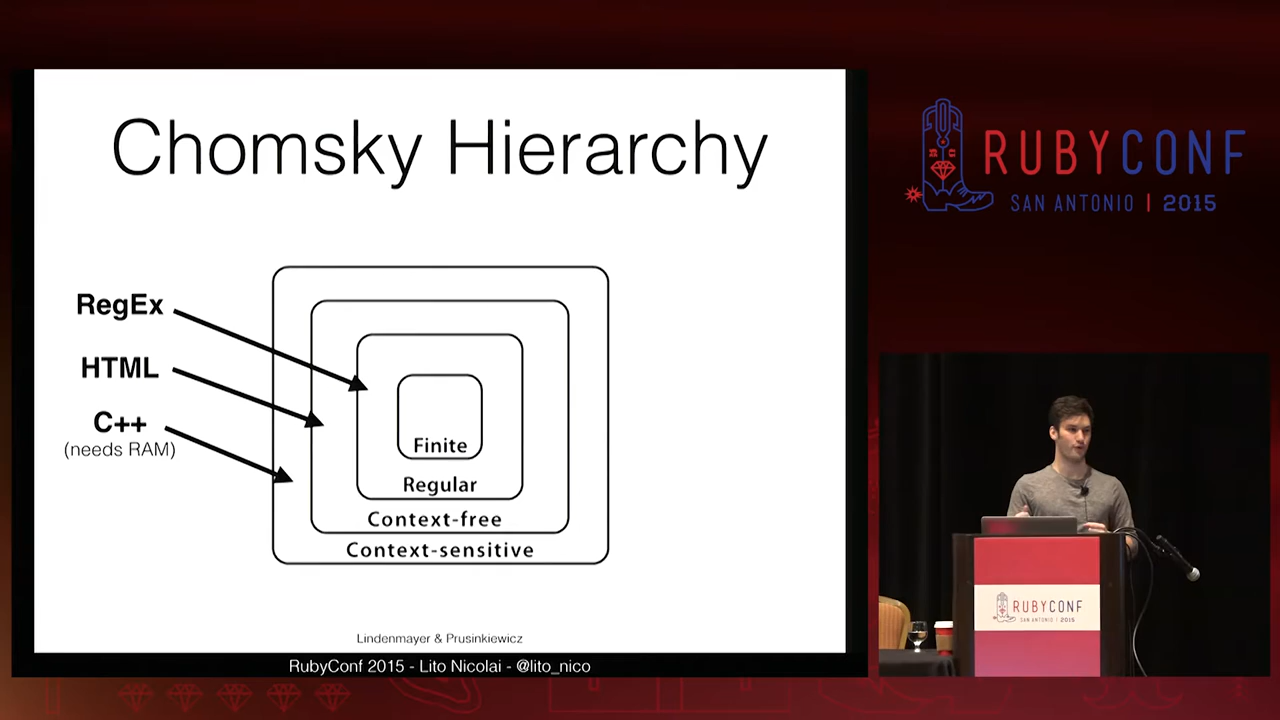 Chomsky Hierarchy
RegEx
HTML
C++
(needs RAM)
Finite
Regular
Context-free
Context-sensitive
Lindenmayer & Prusinkiewicz
RubyConf 2015 - Lito Nicolai - @lito_nico
RUBYCONF
SAN ANTONIO | 2015
RUBYCONF
SAN ANTONIO | 2015